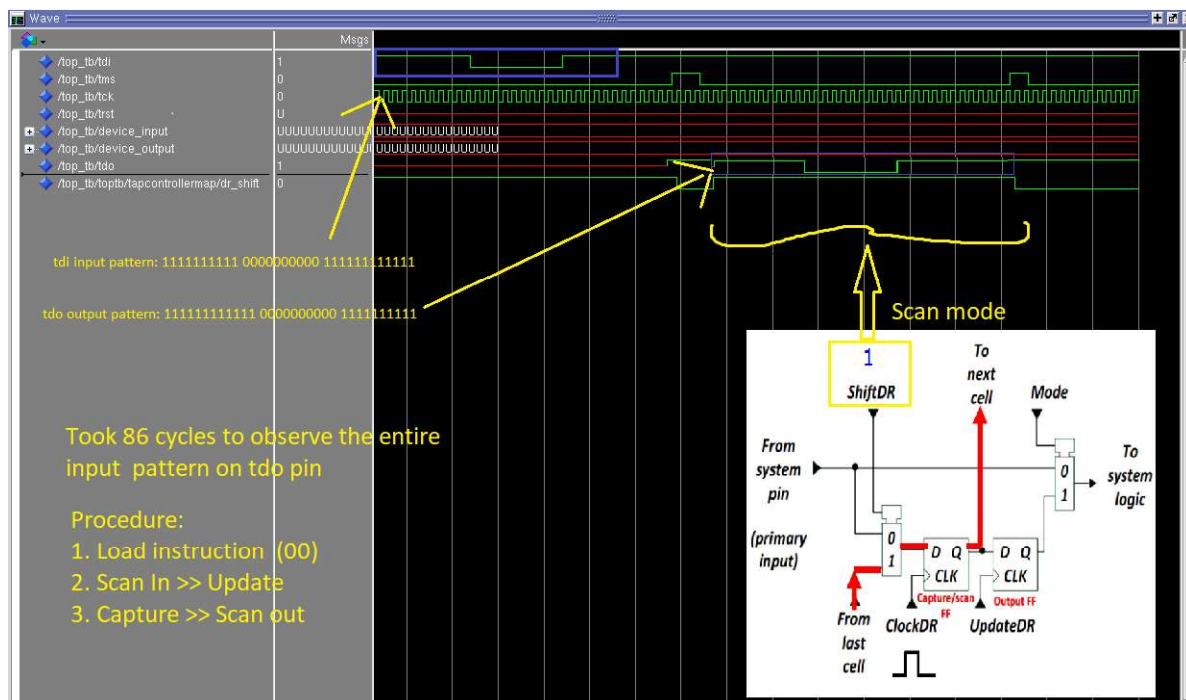 Wave
Msgs
/top_tb/tdi 1
/top_tb/tms 0
/top_tb/tck 0
/top_tb/trst U
/top_tb/device_input
/top_tb/device_output
/top_tb/tdo 1
/top_tb/toptb/tapcontrollermap/dr_shift 0
tdi input pattern: 1111111111 0000000000 111111111111
tdo output pattern: 111111111111 0000000000 1111111111
Scan mode
Took 86 cycles to observe the entire
input pattern on tdo pin
Procedure:
1. Load instruction (00)
2. Scan In >> Update
3. Capture >> Scan out
1
ShiftDR
To
next
cell
Mode
From
system
pin
(primary
input)
0
1
D Q
CLK
Capture/scan
FF
D Q
CLK
Output FF
0
1
To
system
logic
From
last
cell
ClockDR
UpdateDR